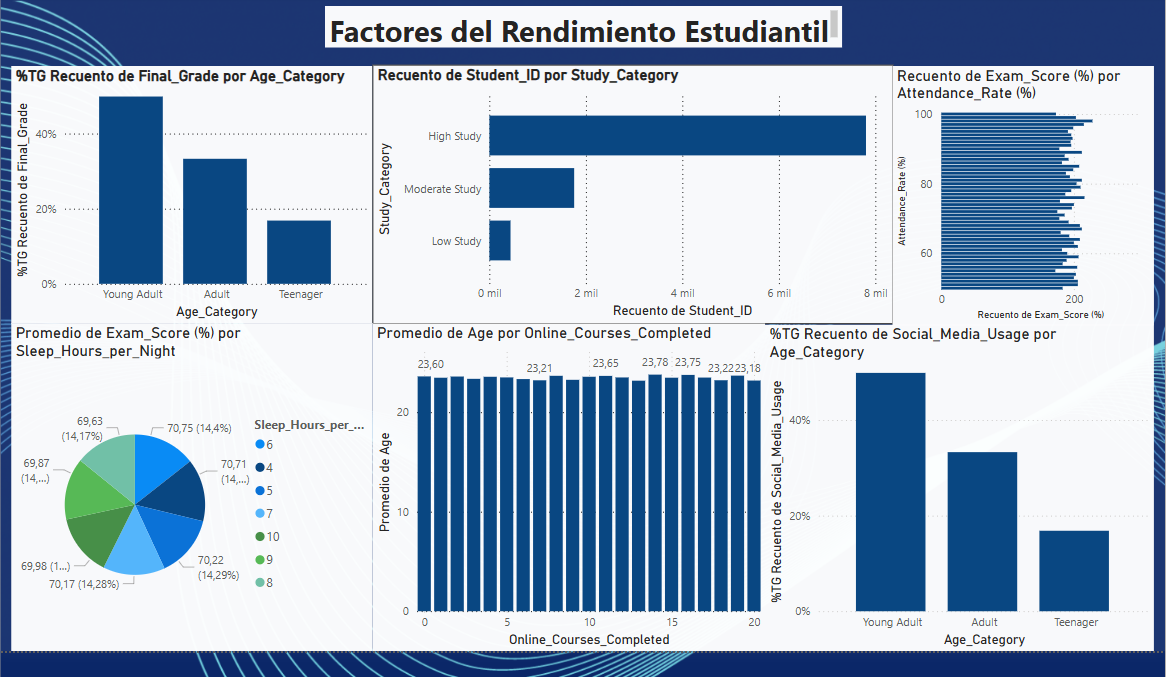 Factores del Rendimiento Estudiantil
%TG Recuento de Final_Grade por Age_Category
%TG Recuento de Final_Grade
40%
20%
0%
Young Adult
Adult
Teenager
Age_Category
Recuento de Student_ID por Study_Category
Study_Category
High Study
Moderate Study
Low Study
0 mil
2 mil
4 mil
6 mil
8 mil
Recuento de Student_ID
Recuento de Exam_Score (%) por
Attendance_Rate (%)
Attendance_Rate (%)
100
80
60
0
200
Recuento de Exam_Score (%)
Promedio de Exam_Score (%) por
Sleep_Hours_per_Night
69,63
(14,17%)
70,75 (14,4%)
69,87
(14,...)
70,71
(14,...)
69,98 (1...)
70,22
(14,29%)
70,17 (14,28%)
Sleep_Hours_per_...
6
4
5
7
10
9
8
Promedio de Age por Online_Courses_Completed
Promedio de Age
20
10
0
23,60
23,21
23,65
23,78
23,75
23,22
23,18
0
5
10
15
20
Online_Courses_Completed
%TG Recuento de Social_Media_Usage por
Age_Category
%TG Recuento de Social_Media_Usage
40%
20%
0%
Young Adult
Adult
Teenager
Age_Category